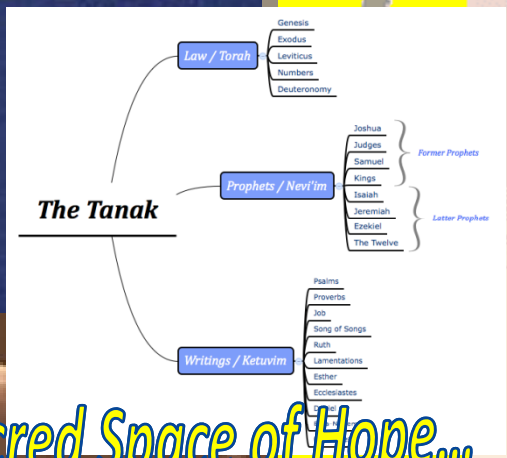 Genesis
Exodus
Law / Torah
Leviticus
Numbers
Deuteronomy
Joshua
Judges
Former Prophets
Samuel
Kings
Prophets / Nevi'im
Isaiah
The Tanak
Jeremiah
Latter Prophets
Ezekiel
The Twelve
Psalms
Proverbs
Job
Song of Songs
Ruth
Writings / Ketuvim
Lamentations
Esther
Ecclesiastes
Space of Hope...